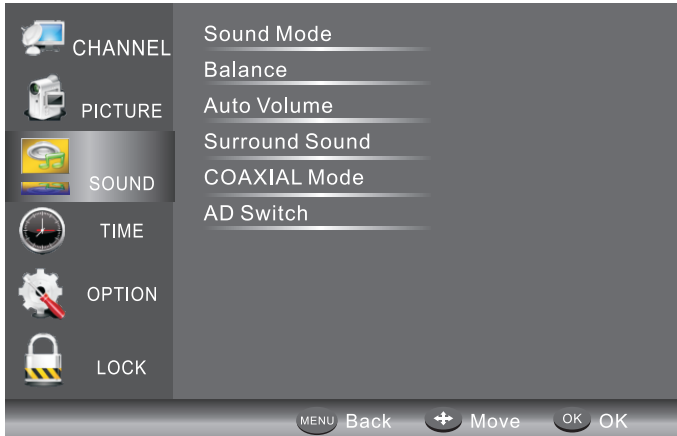 CHANNEL
PICTURE
SOUND
TIME
OPTION
LOCK
Sound Mode
Balance
Auto Volume
Surround Sound
COAXIAL Mode
AD Switch
MENU Back Move OK OK